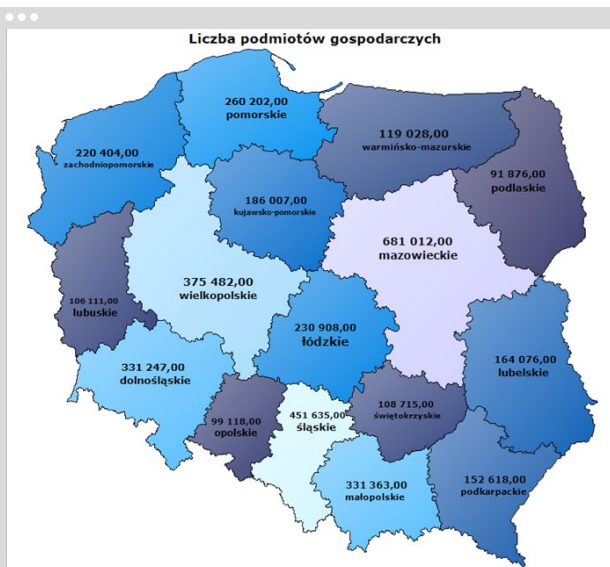 Liczba podmiotów gospodarczych
260 202,00
pomorskie
119 028,00
warmińsko-mazurskie
220 404,00
zachodniopomorskie
91 876,00
podlaskie
186 007,00
kujawsko-pomorskie
681 012,00
mazowieckie
375 482,00
wielkopolskie
106 111,00
lubuskie
230 908,00
łódzkie
331 247,00
dolnośląskie
164 076,00
lubelskie
108 715,00
świętokrzyskie
99 118,00
opolskie
451 635,00
śląskie
331 363,00
małopolskie
152 618,00
podkarpackie